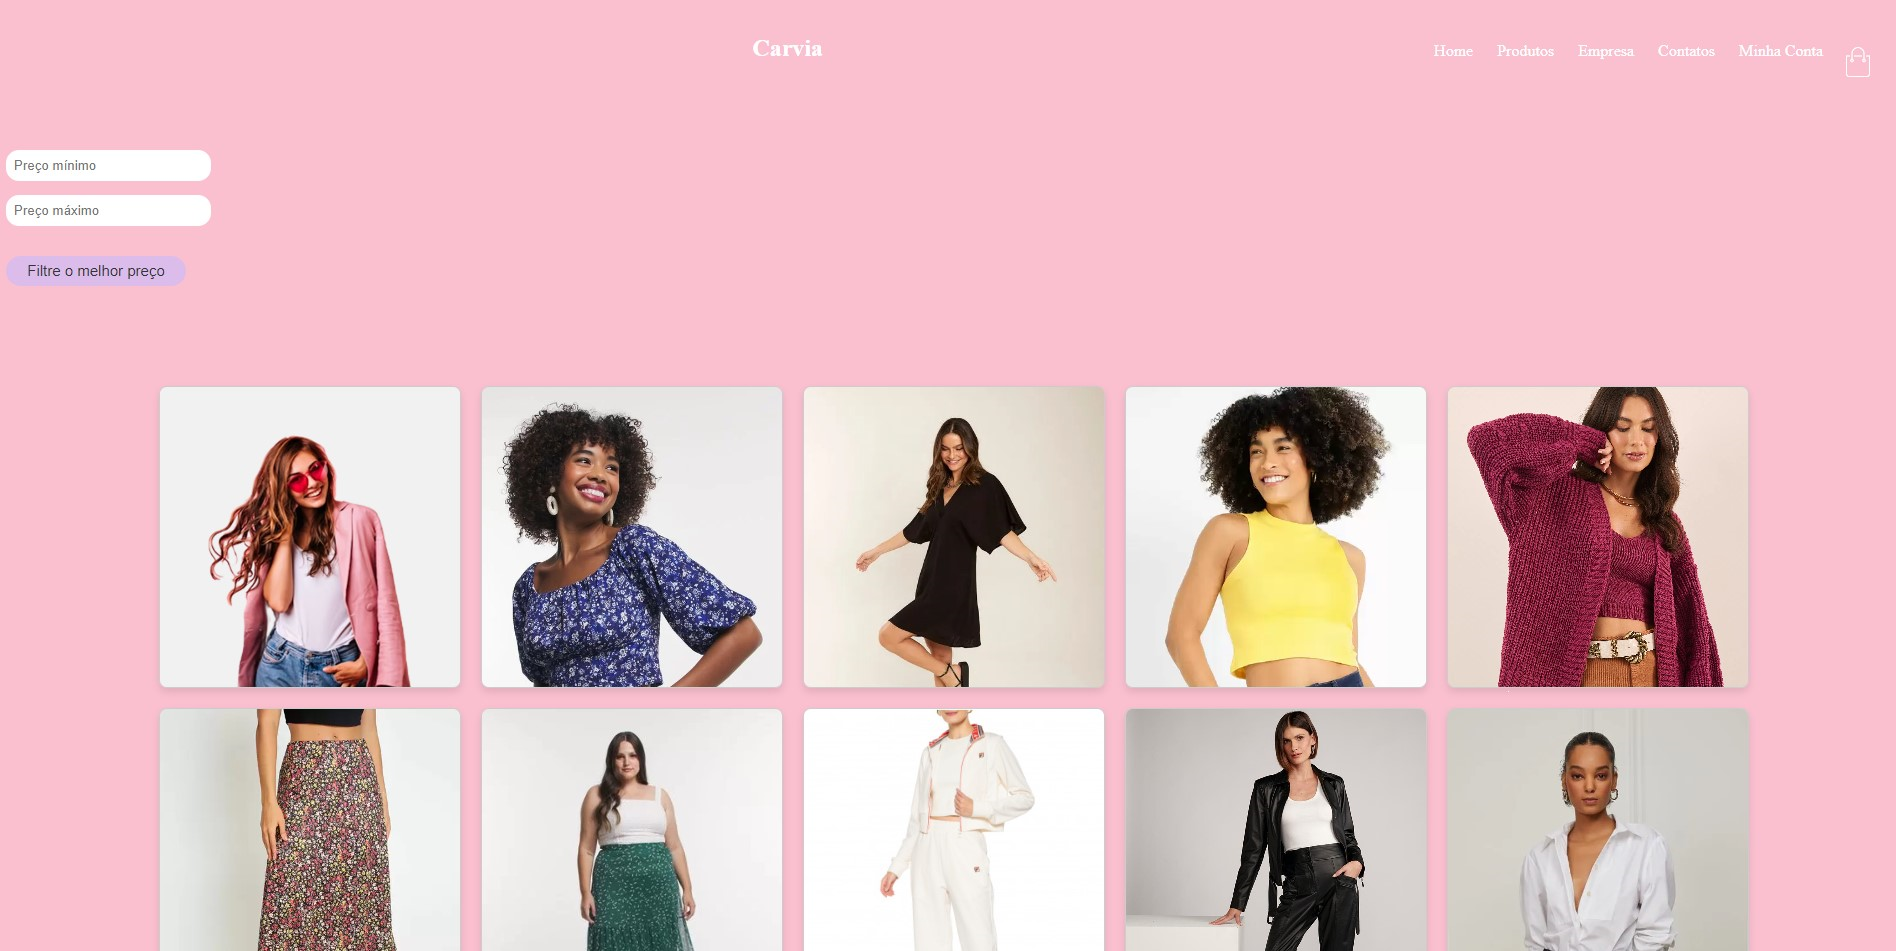 Carvia
Home Produtos Empresa Contatos Minha Conta
Preço mínimo
Preço máximo
Filtre o melhor preço